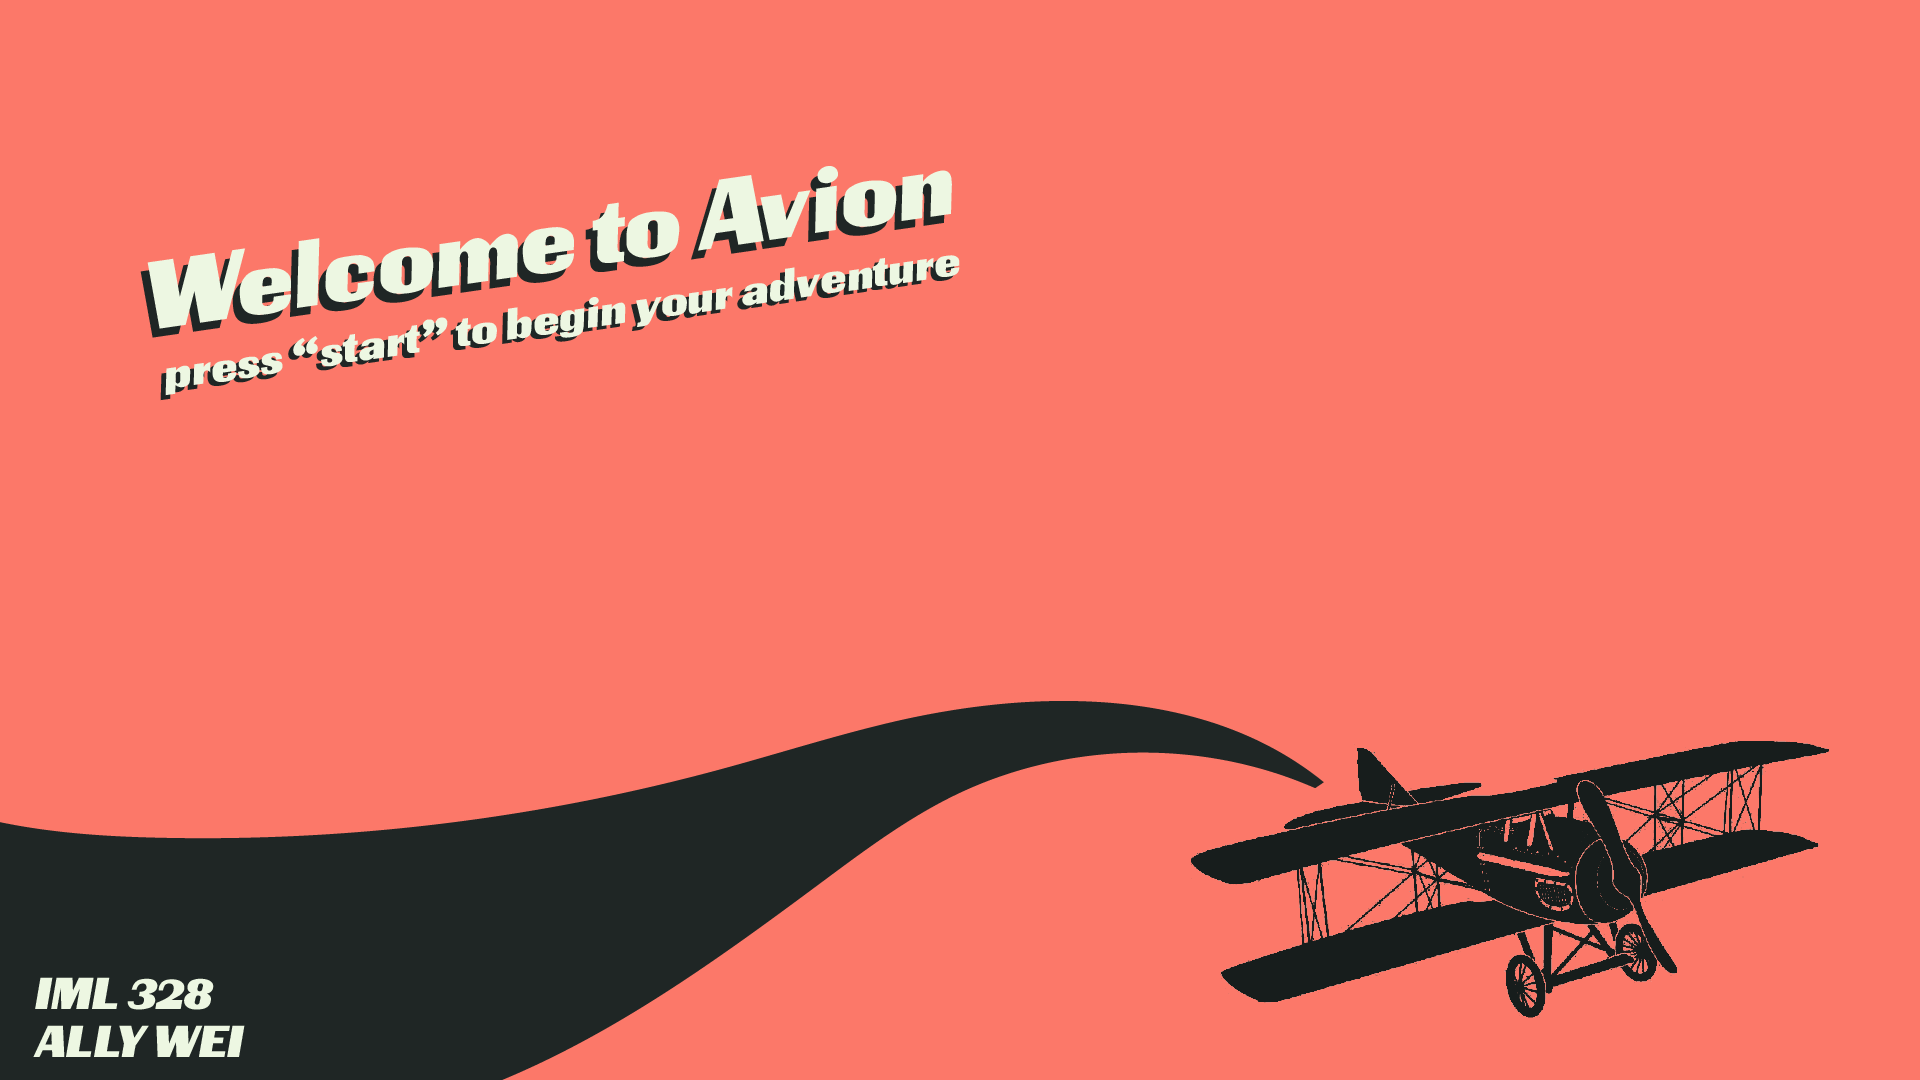 Welcome to Avion
press “start” to begin your adventure
IML 328
ALLY WEI